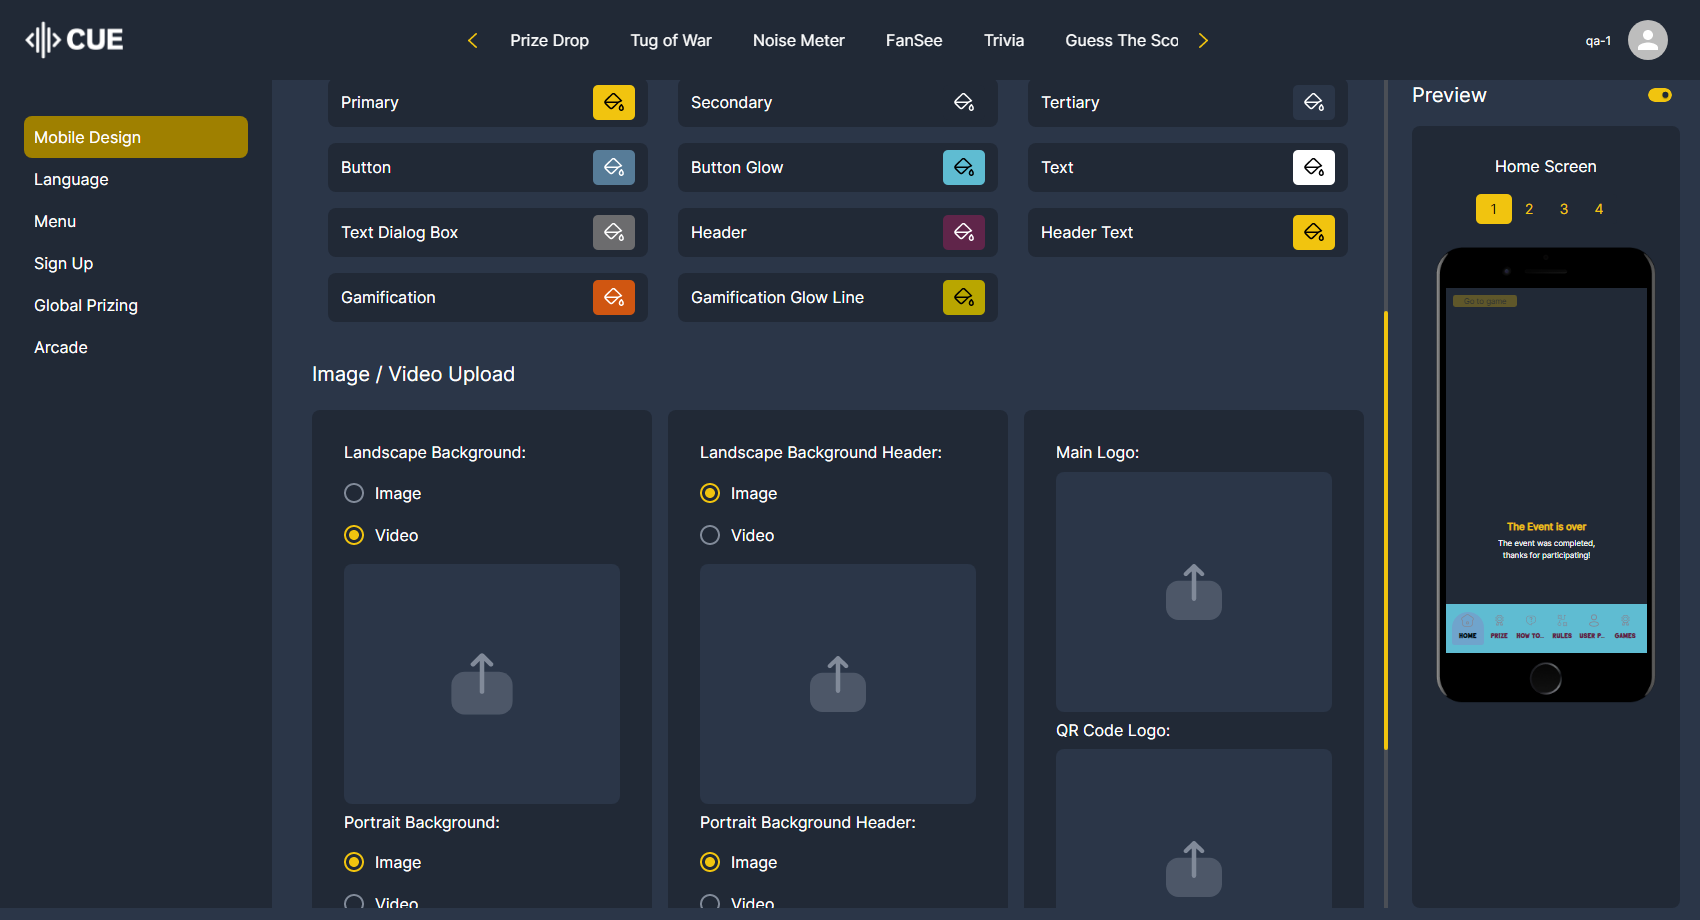 CUE
Prize Drop
Tug of War
Noise Meter
FanSee
Trivia
Guess The Sco
qa-1
Mobile Design
Language
Menu
Sign Up
Global Prizing
Arcade
Primary
Secondary
Tertiary
Button
Button Glow
Text
Text Dialog Box
Header
Header Text
Gamification
Gamification Glow Line
Image / Video Upload
Landscape Background:
Image
Video
Portrait Background:
Image
Video
Landscape Background Header:
Image
Video
Portrait Background Header:
Image
Video
Main Logo:
QR Code Logo:
Preview
Home Screen
1 2 3 4
Go to game
The Event is over
The event was completed,
thanks for participating!
HOME PRIZE HOW TO.. RULES USER P.. GAMES